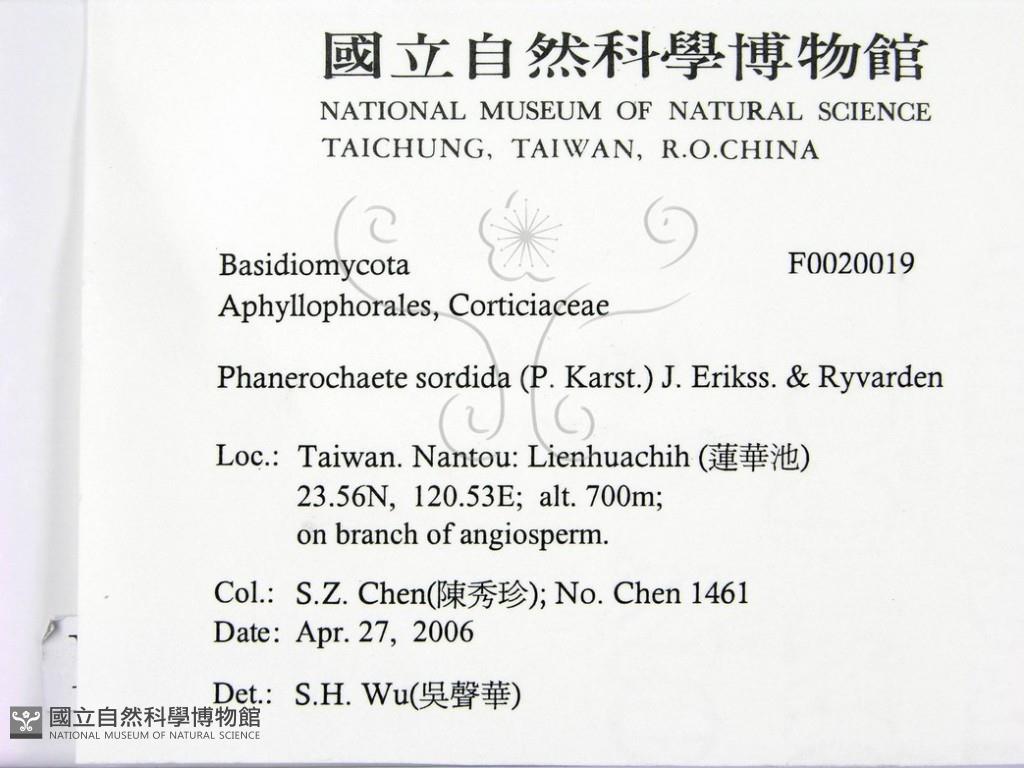 國立自然科學博物館
NATIONAL MUSEUM OF NATURAL SCIENCE
TAICHUNG, TAIWAN, R.O.CHINA
Basidiomycota F0020019
Aphyllophorales, Corticiaceae
Phanerochaete sordida (P. Karst.) J. Erikss. & Ryvarden
Loc.: Taiwan. Nantou: Lienhuachih (蓮華池)
23.56N, 120.53E; alt. 700m;
on branch of angiosperm.
Col.: S.Z. Chen(陳秀珍); No. Chen 1461
Date: Apr. 27, 2006
Det.: S.H. Wu(吳聲華)
國立自然科學博物館
NATIONAL MUSEUM OF NATURAL SCIENCE